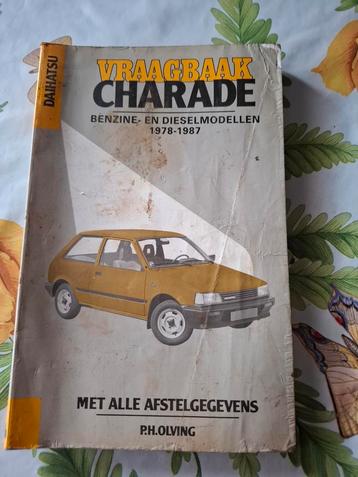 DAIHATSU
VRAAGBAAK
CHARADE
BENZINE- EN DIESELMODELLEN
1978-1987
MET ALLE AFSTELGEGEVENS
P.H.OLVING